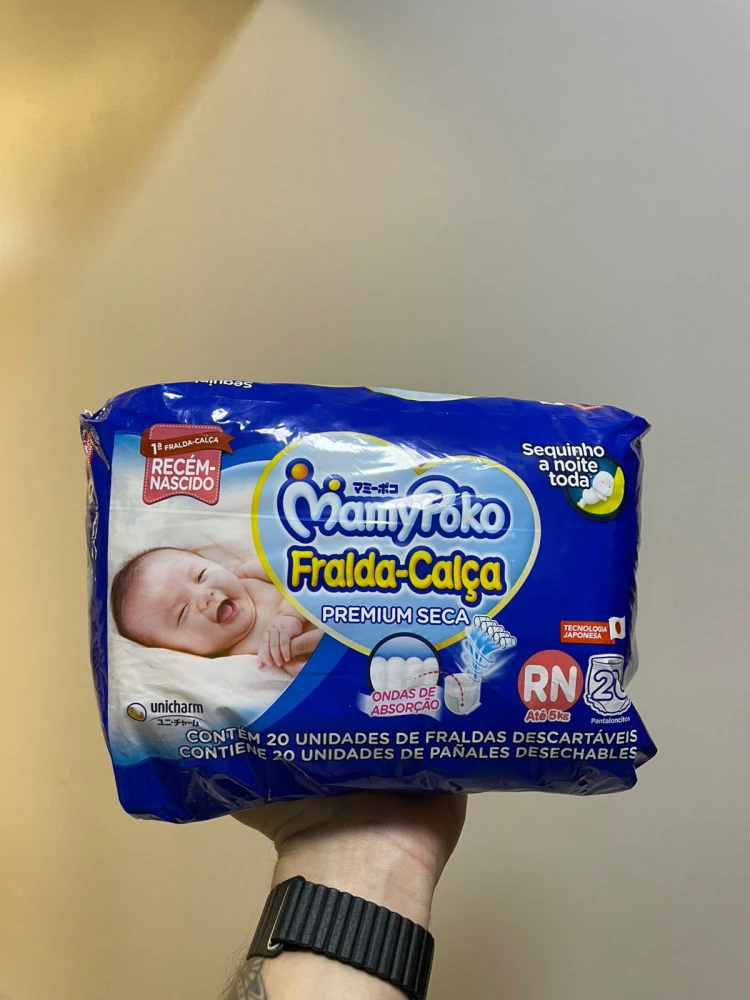 1ª FRALDA-CALÇA
RECÉM-
NASCIDO
マミーポコ
MamyPoko
Fralda-Calça
PREMIUM SECA
Sequinho
a noite
toda
TECNOLOGIA
JAPONESA
ONDAS DE
ABSORÇÃO
RN
Até 5kg
20
Pantaloncitos
unicharm
ユニ・チャーム
CONTÉM 20 UNIDADES DE FRALDAS DESCARTÁVEIS
CONTIENE 20 UNIDADES DE PAÑALES DESECHABLES